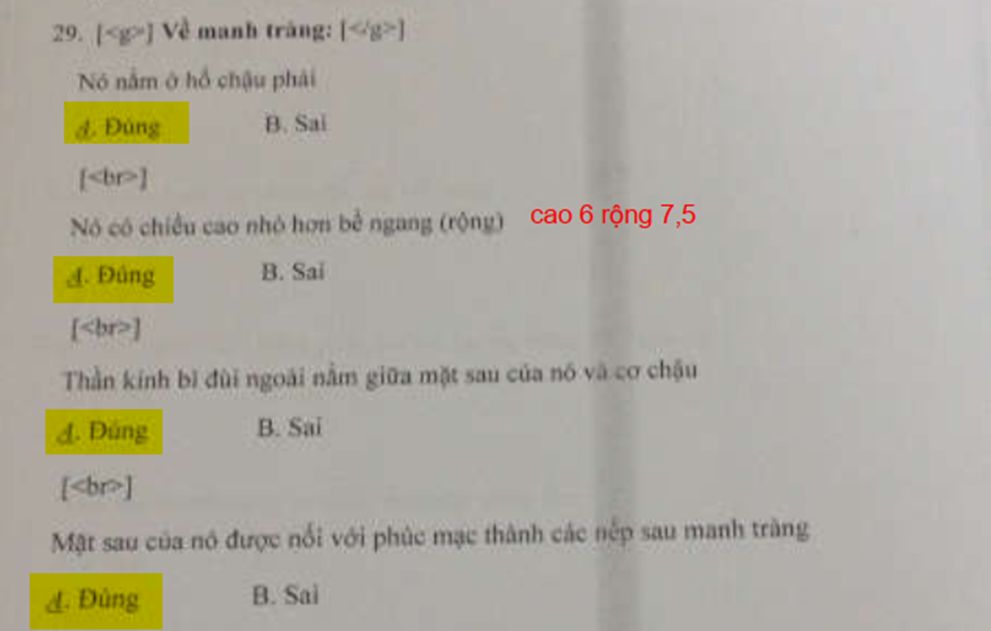 29. [<g>] Về manh tràng: [</g>]
Nó nằm ở hố chậu phải
A. Đúng B. Sai
[<br>]
Nó có chiều cao nhỏ hơn bề ngang (rộng) cao 6 rộng 7,5
A. Đúng B. Sai
[<br>]
Thần kinh bì đùi ngoài nằm giữa mặt sau của nó và cơ chậu
A. Đúng B. Sai
[<br>]
Mặt sau của nó được nối với phúc mạc thành các nếp sau manh tràng
A. Đúng B. Sai